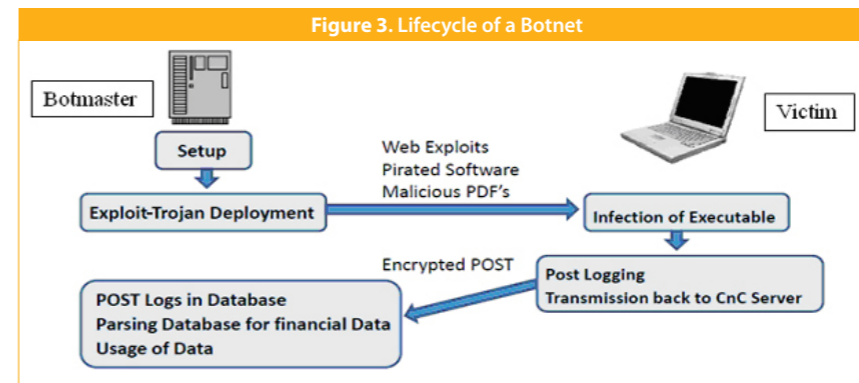 Figure 3. Lifecycle of a Botnet
Botmaster
Victim
Setup
Web Exploits
Pirated Software
Malicious PDF's
Exploit-Trojan Deployment
Infection of Executable
Encrypted POST
Post Logging
Transmission back to CnC Server
POST Logs in Database
Parsing Database for financial Data
Usage of Data